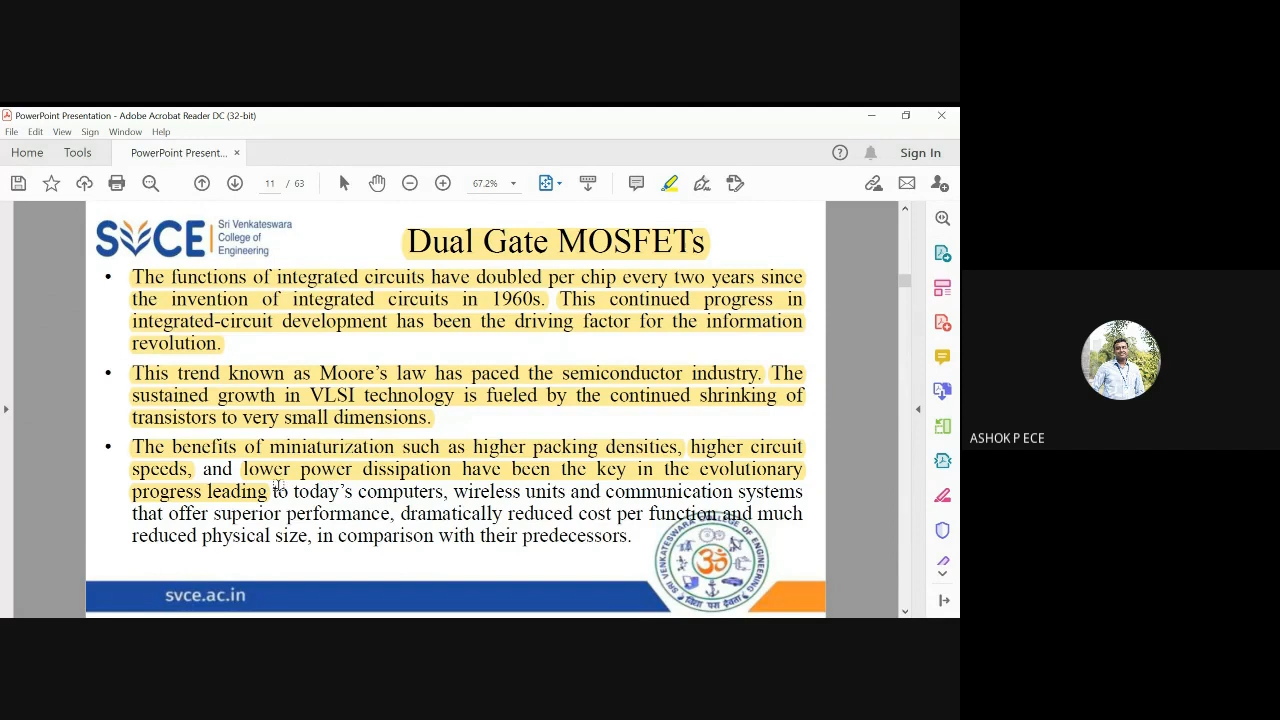 PowerPoint Presentation - Adobe Acrobat Reader DC (32-bit)
File Edit View Sign Window Help
Home Tools PowerPoint Present... × Sign In
11 / 63 67.2%
SVCE Sri Venkateswara
College of
Engineering
Dual Gate MOSFETs
• The functions of integrated circuits have doubled per chip every two years since
the invention of integrated circuits in 1960s. This continued progress in
integrated-circuit development has been the driving factor for the information
revolution.
• This trend known as Moore's law has paced the semiconductor industry. The
sustained growth in VLSI technology is fueled by the continued shrinking of
transistors to very small dimensions.
• The benefits of miniaturization such as higher packing densities, higher circuit
speeds, and lower power dissipation have been the key in the evolutionary
progress leading to today's computers, wireless units and communication systems
that offer superior performance, dramatically reduced cost per function and much
reduced physical size, in comparison with their predecessors.
SRI VENKATESWARA COLLEGE OF ENGINEERING
ॐ
विद्या परा देवता
svce.ac.in
ASHOK P ECE